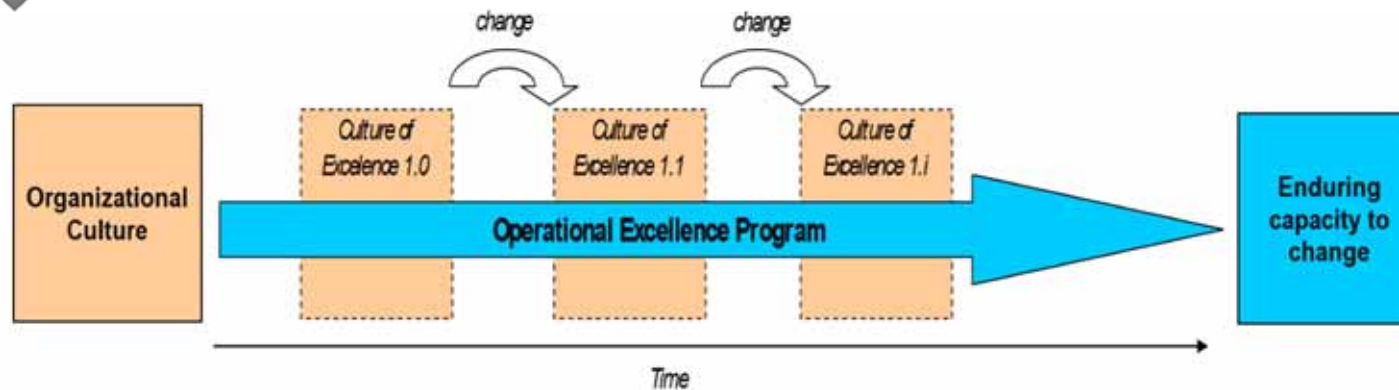 change
change
Organizational
Culture
Culture of
Excelence 1.0
Culture of
Excellence 1.1
Culture of
Excellence 1.i
Operational Excellence Program
Enduring
capacity to
change
Time